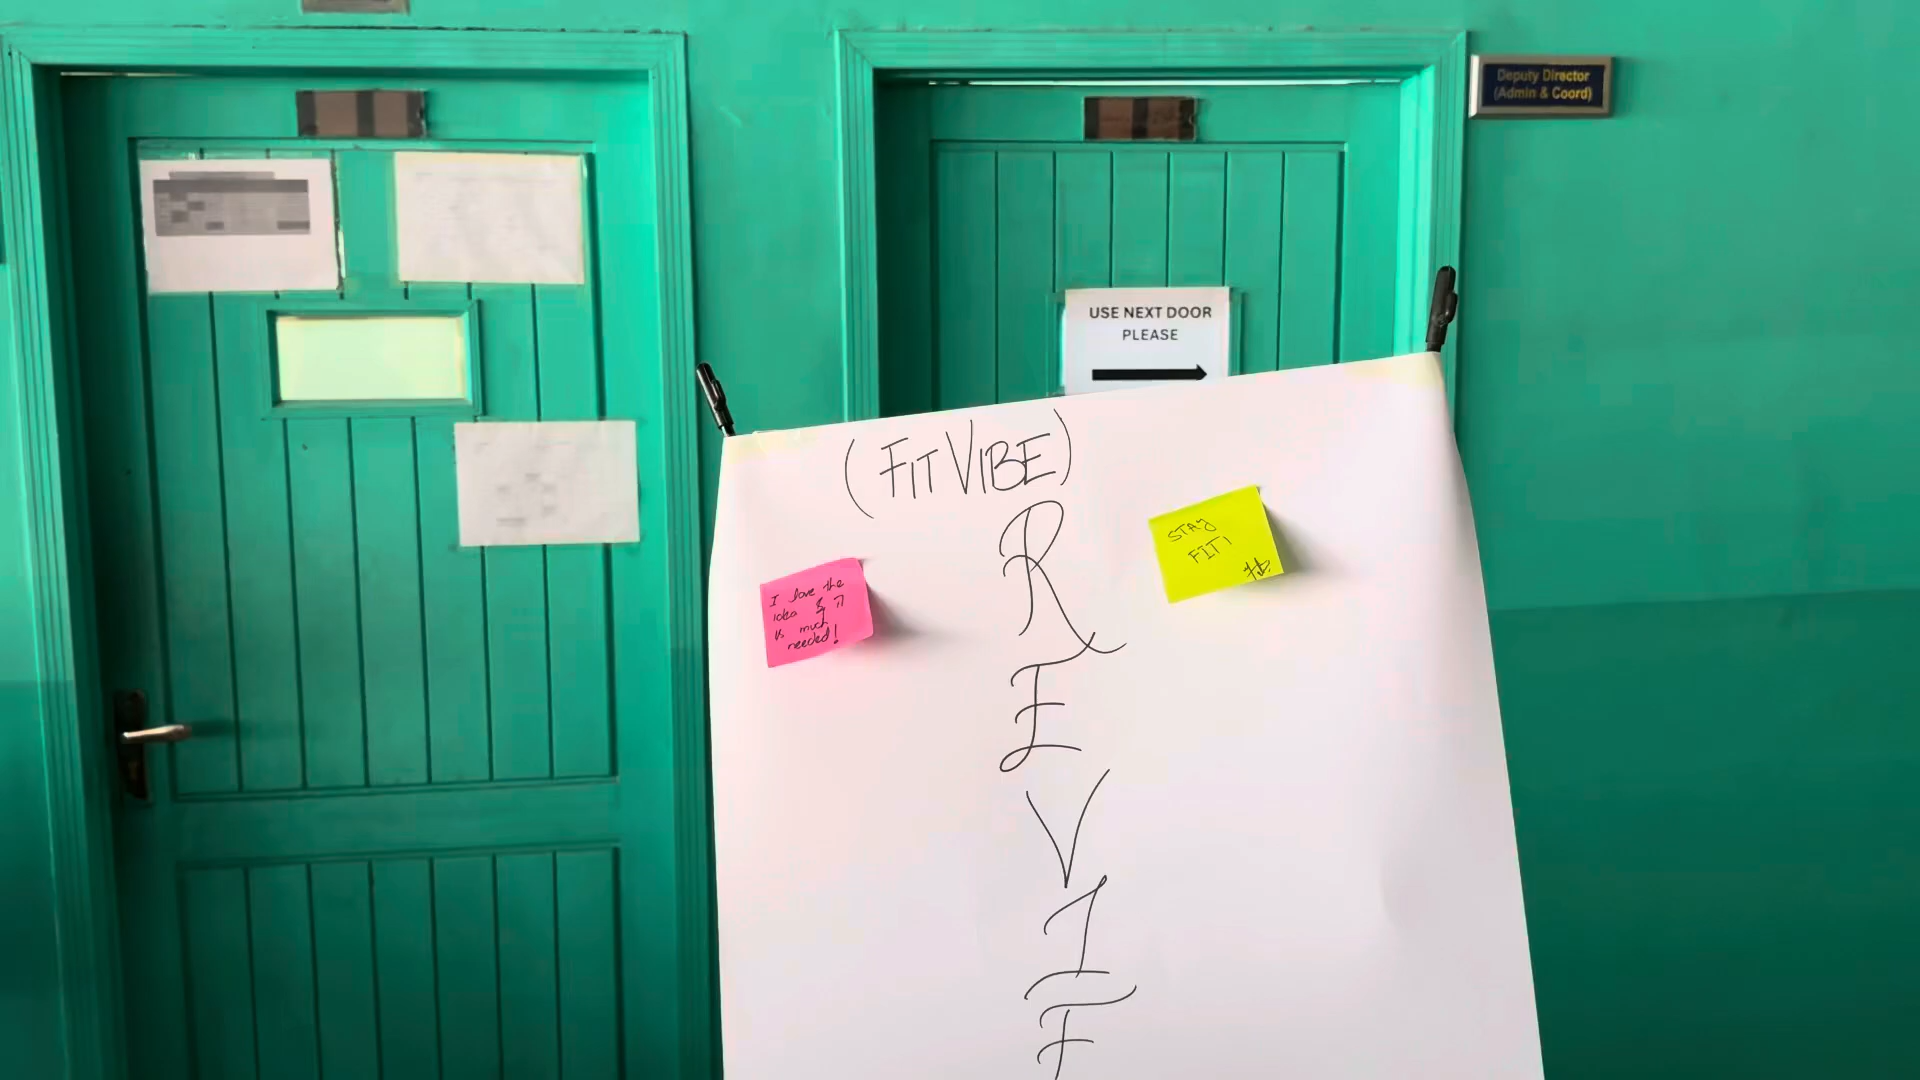 Deputy Director
(Admin & Coord)
USE NEXT DOOR
PLEASE
(FIT VIBE)
R
E
V
I
F
STAY
FIT!
I love the
idea & it
is much
needed!